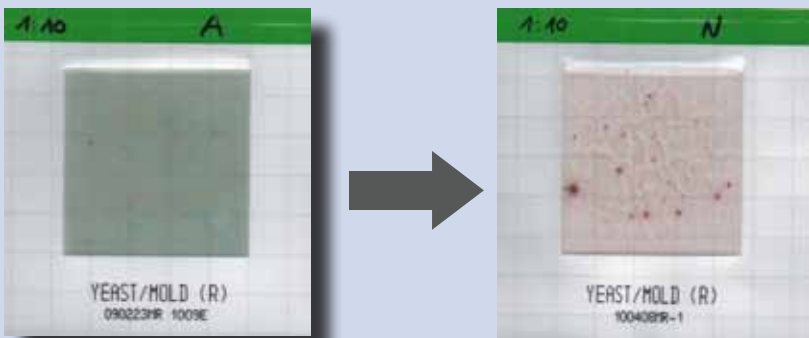 1:10 A
YEAST/MOLD (R)
090223MR 1009E
1:10 N
YEAST/MOLD (R)
100408MR-1